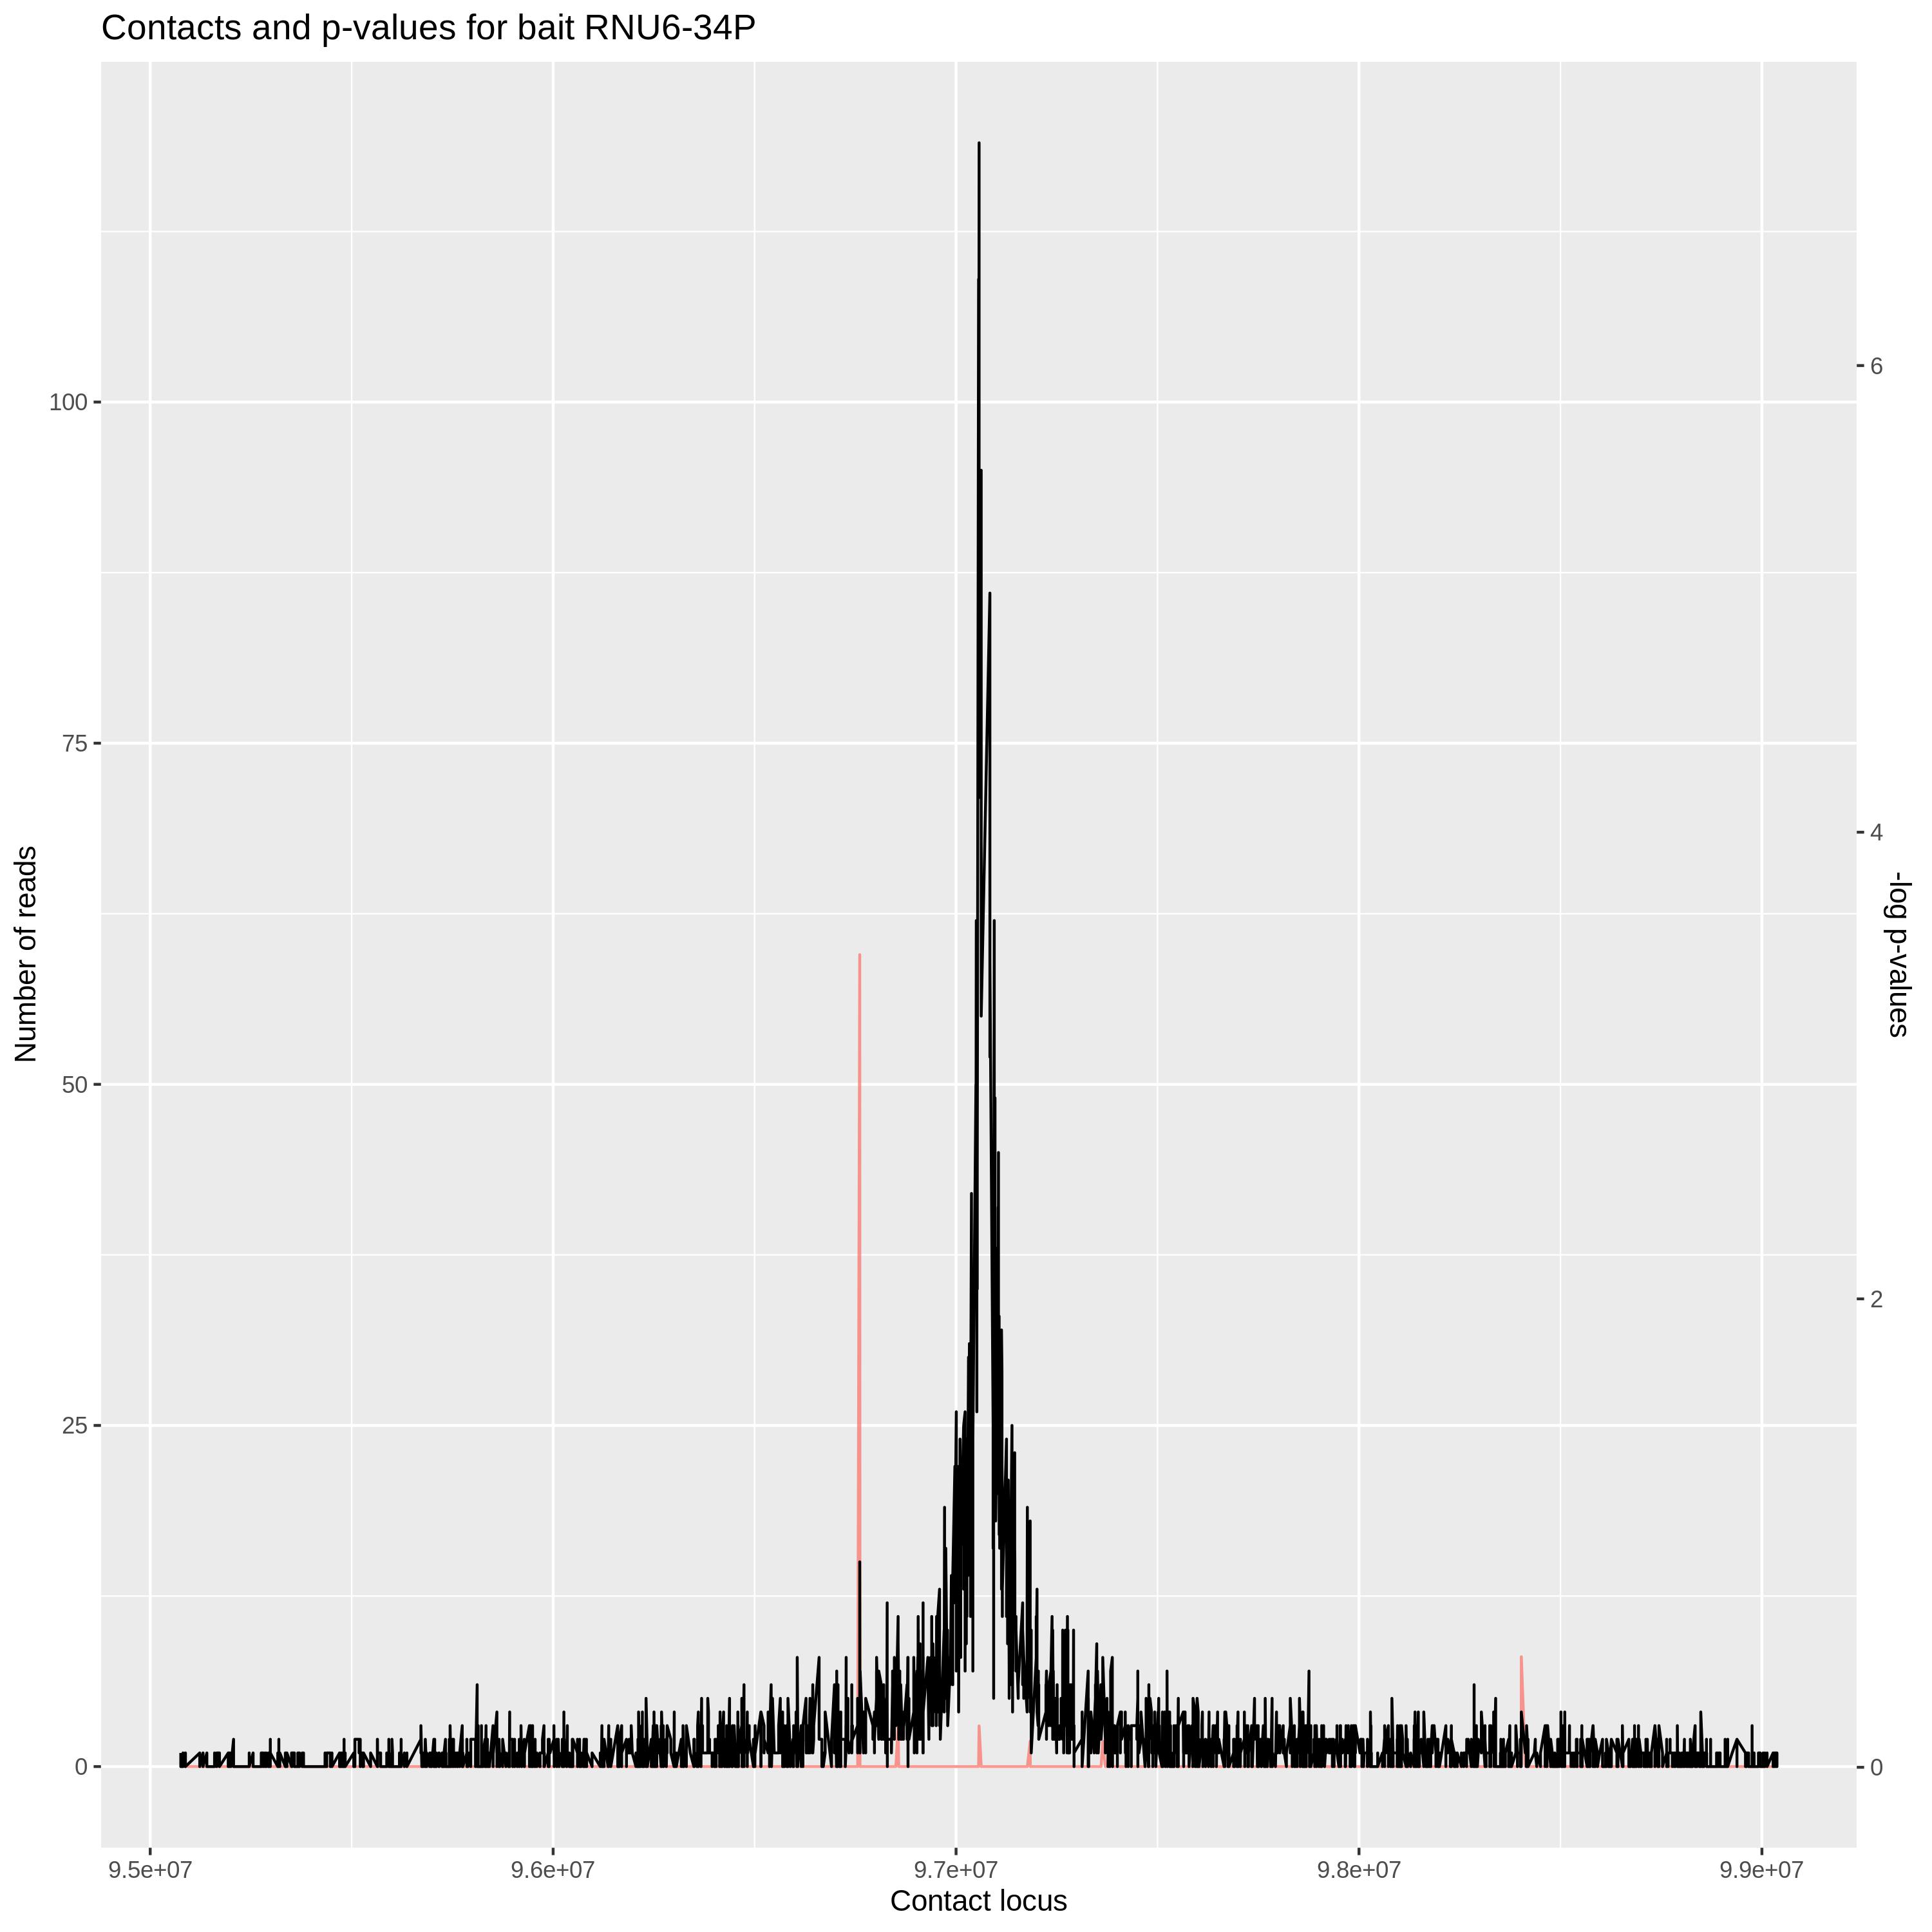 Contacts and p-values for bait RNU6-34P
Number of reads
100
75
50
25
0
6
4
2
0
-log p-values
9.5e+07
9.6e+07
9.7e+07
9.8e+07
9.9e+07
Contact locus